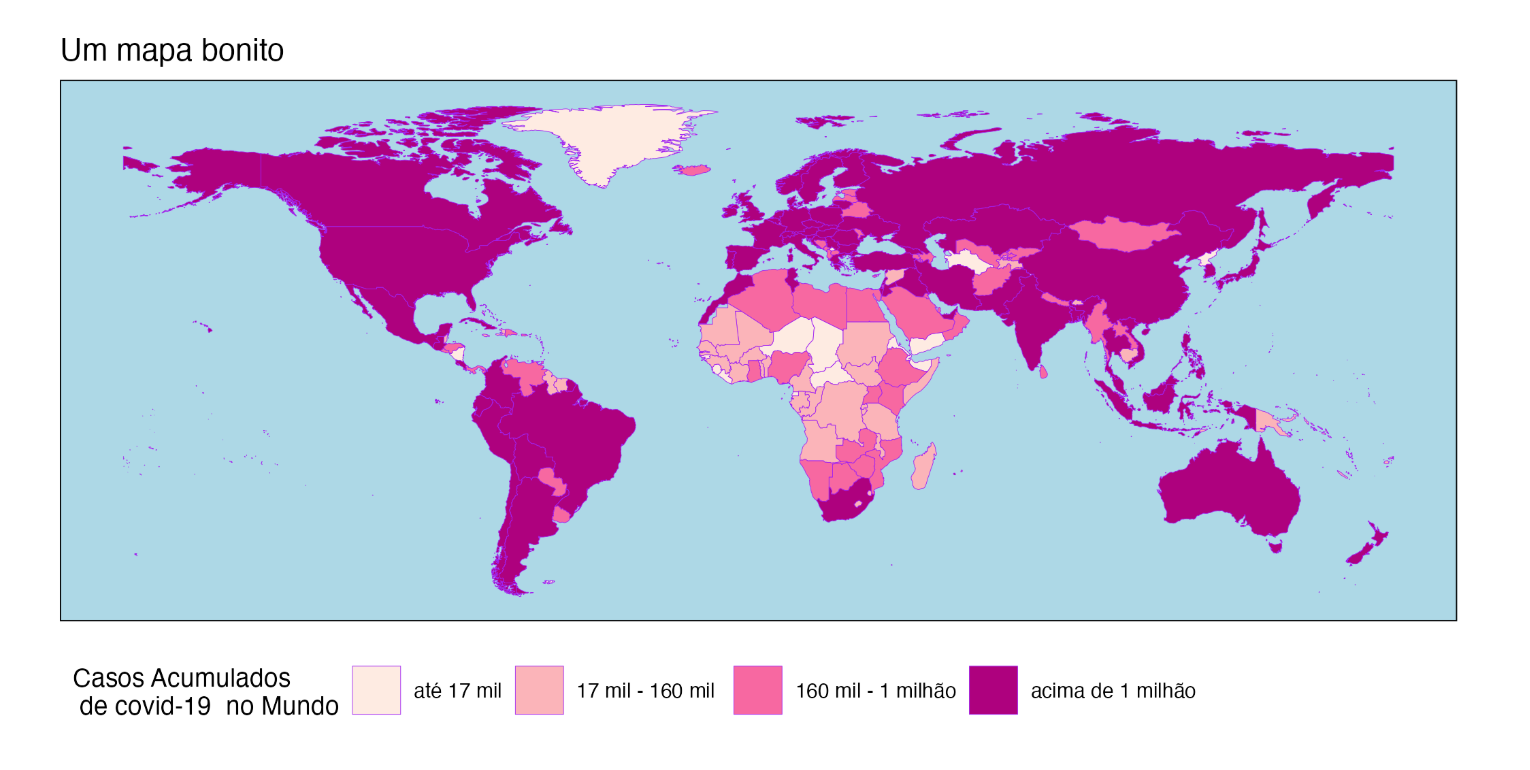 Um mapa bonito
Casos Acumulados
de covid-19  no Mundo
até 17 mil
17 mil - 160 mil
160 mil - 1 milhão
acima de 1 milhão